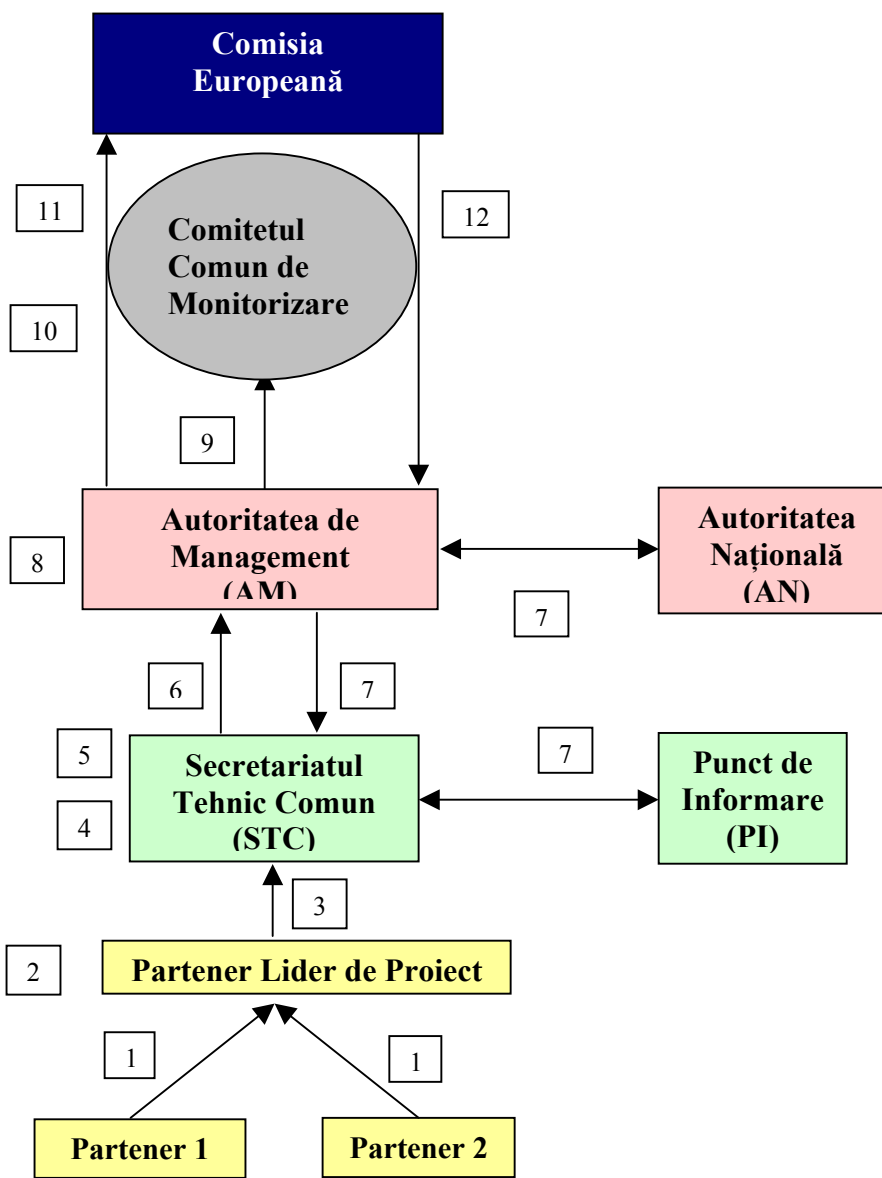 Comisia
Europeană
11
12
Comitetul
Comun de
Monitorizare
10
9
Autoritatea de
Management
(AM)
8
Autoritatea
Națională
(AN)
7
6
7
5
Secretariatul
Tehnic Comun
(STC)
4
7
Punct de
Informare
(PI)
3
2
Partener Lider de Proiect
1
1
Partener 1
Partener 2